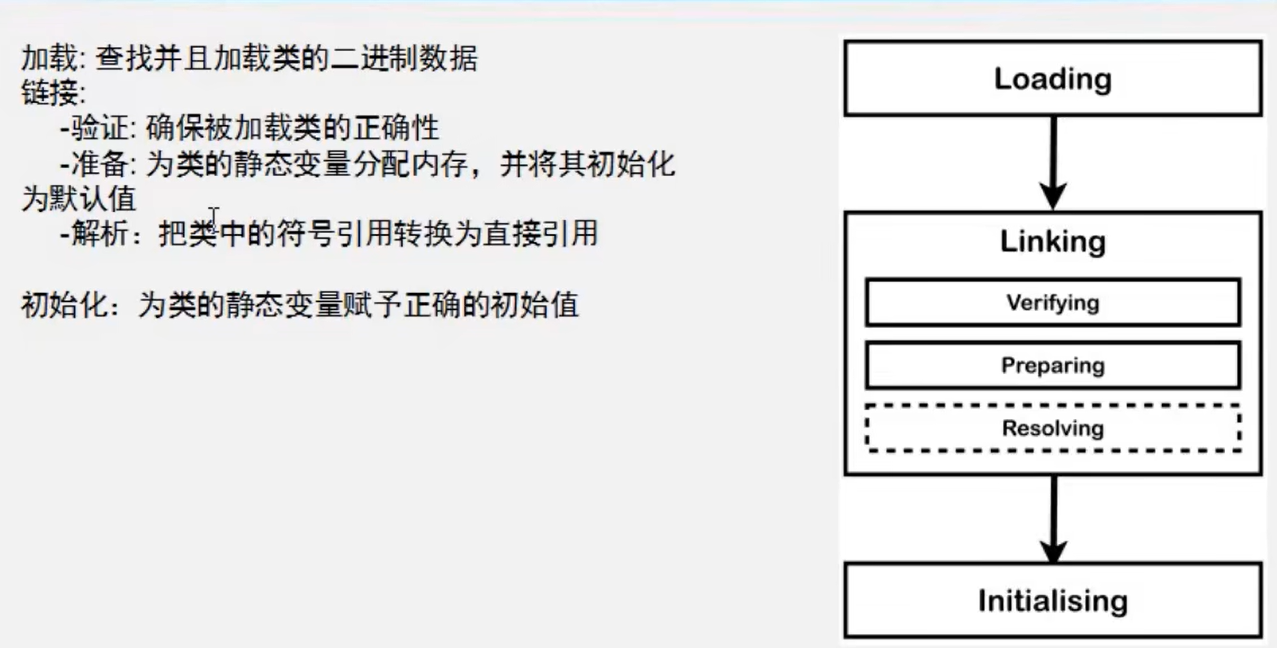 加载: 查找并且加载类的二进制数据
链接:
-验证: 确保被加载类的正确性
-准备: 为类的静态变量分配内存，并将其初始化
为默认值
-解析：把类中的符号引用转换为直接引用
初始化：为类的静态变量赋予正确的初始值
Loading
Linking
Verifying
Preparing
Resolving
Initialising